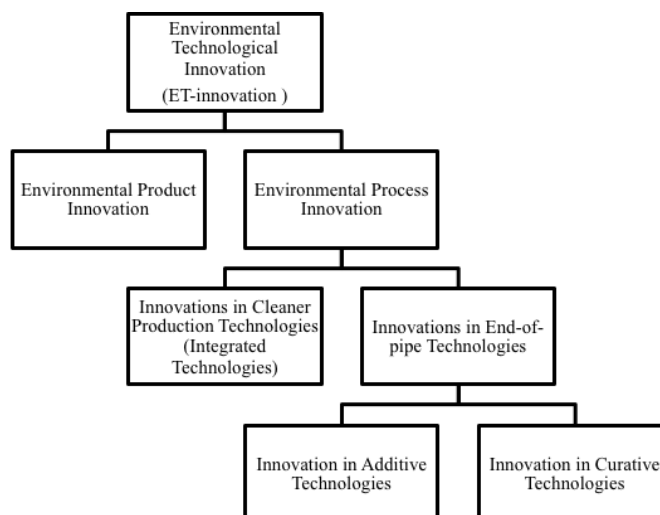 Environmental
Technological
Innovation
(ET-innovation )
Environmental Product
Innovation
Environmental Process
Innovation
Innovations in Cleaner
Production Technologies
(Integrated
Technologies)
Innovations in End-of-
pipe Technologies
Innovation in Additive
Technologies
Innovation in Curative
Technologies